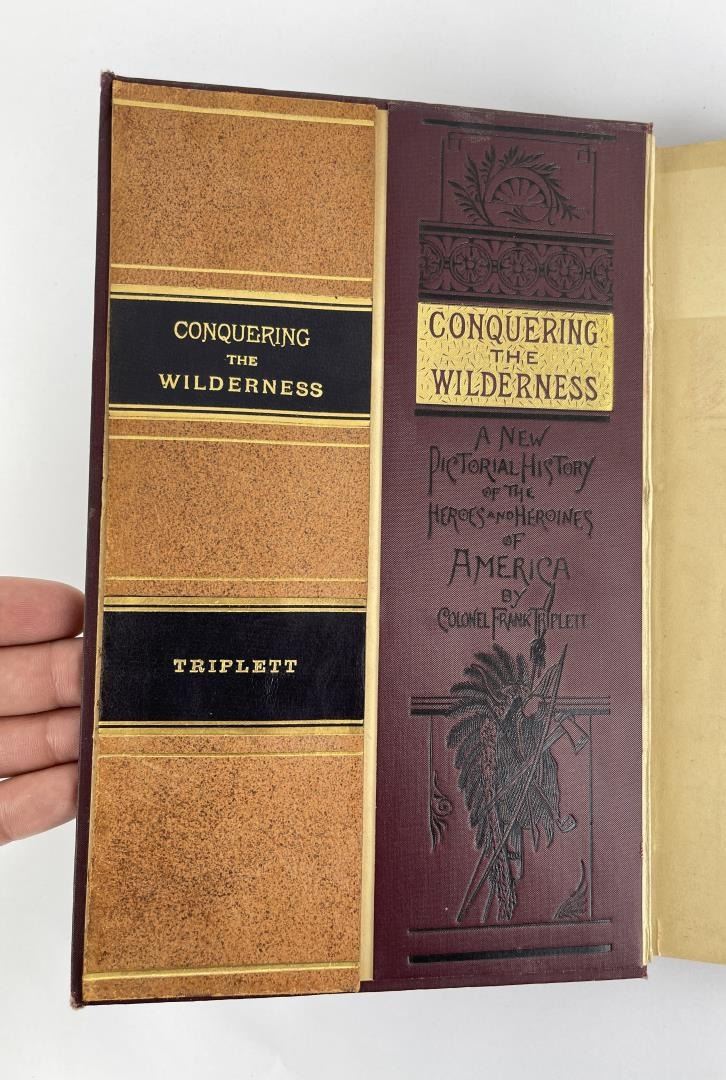 CONQUERING
THE
WILDERNESS
TRIPLETT
CONQUERING
THE
WILDERNESS
A NEW
PICTORIAL HISTORY
OF THE
HEROES AND HEROINES
OF
AMERICA
BY
COLONEL FRANK TRIPLETT